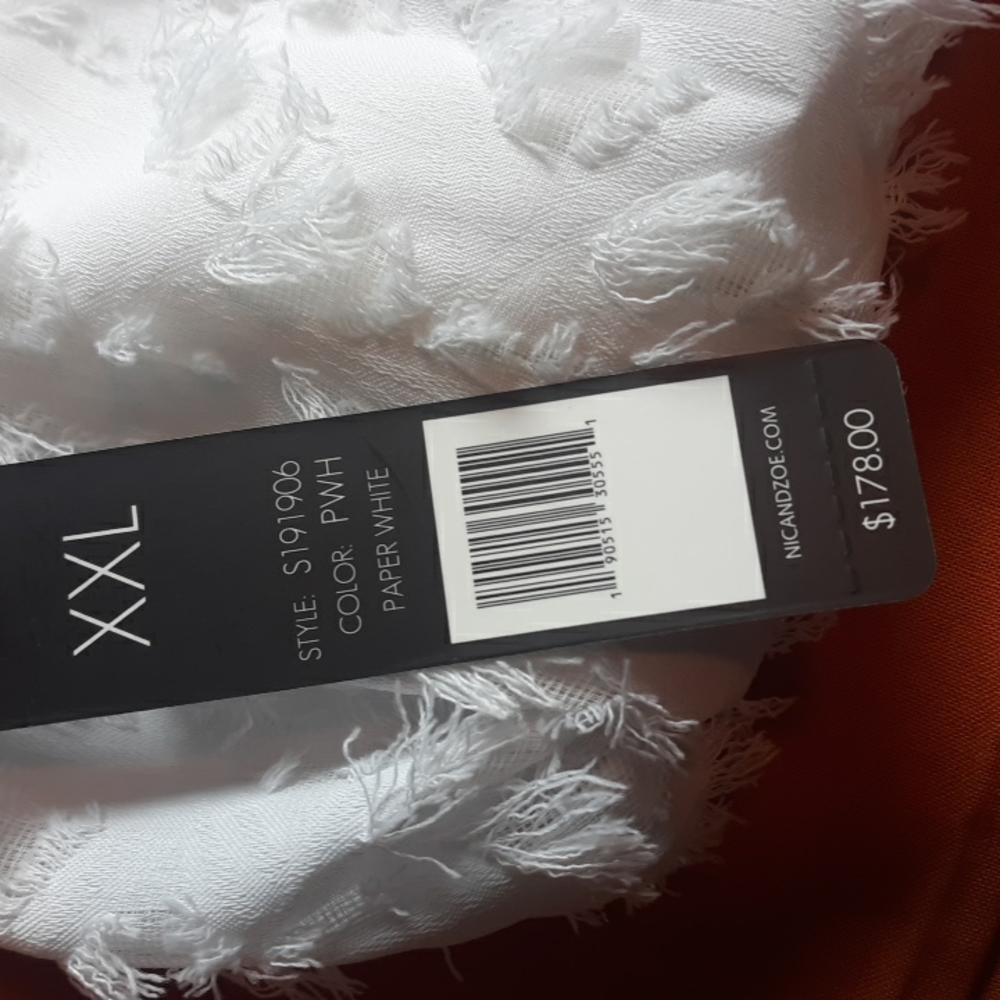 XXL
STYLE: S191906
COLOR: PWH
PAPER WHITE
1 90515 30555 1
NICANDZOE.COM
$178.00